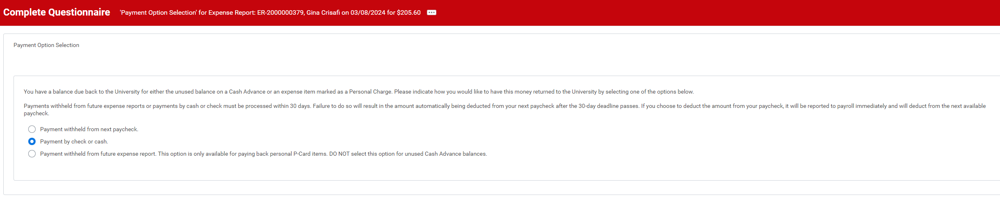 Complete Questionnaire 'Payment Option Selection' for Expense Report: ER-2000000379, Gina Crisafi on 03/08/2024 for $205.60
Payment Option Selection
You have a balance due back to the University for either the unused balance on a Cash Advance or an expense item marked as a Personal Charge. Please indicate how you would like to have this money returned to the University by selecting one of the options below.
Payments withheld from future expense reports or payments by cash or check must be processed within 30 days. Failure to do so will result in the amount automatically being deducted from your next paycheck after the 30-day deadline passes. If you choose to deduct the amount from your paycheck, it will be reported to payroll immediately and will deduct from the next available
paycheck.
Payment withheld from next paycheck.
Payment by check or cash.
Payment withheld from future expense report. This option is only available for paying back personal P-Card items. DO NOT select this option for unused Cash Advance balances.